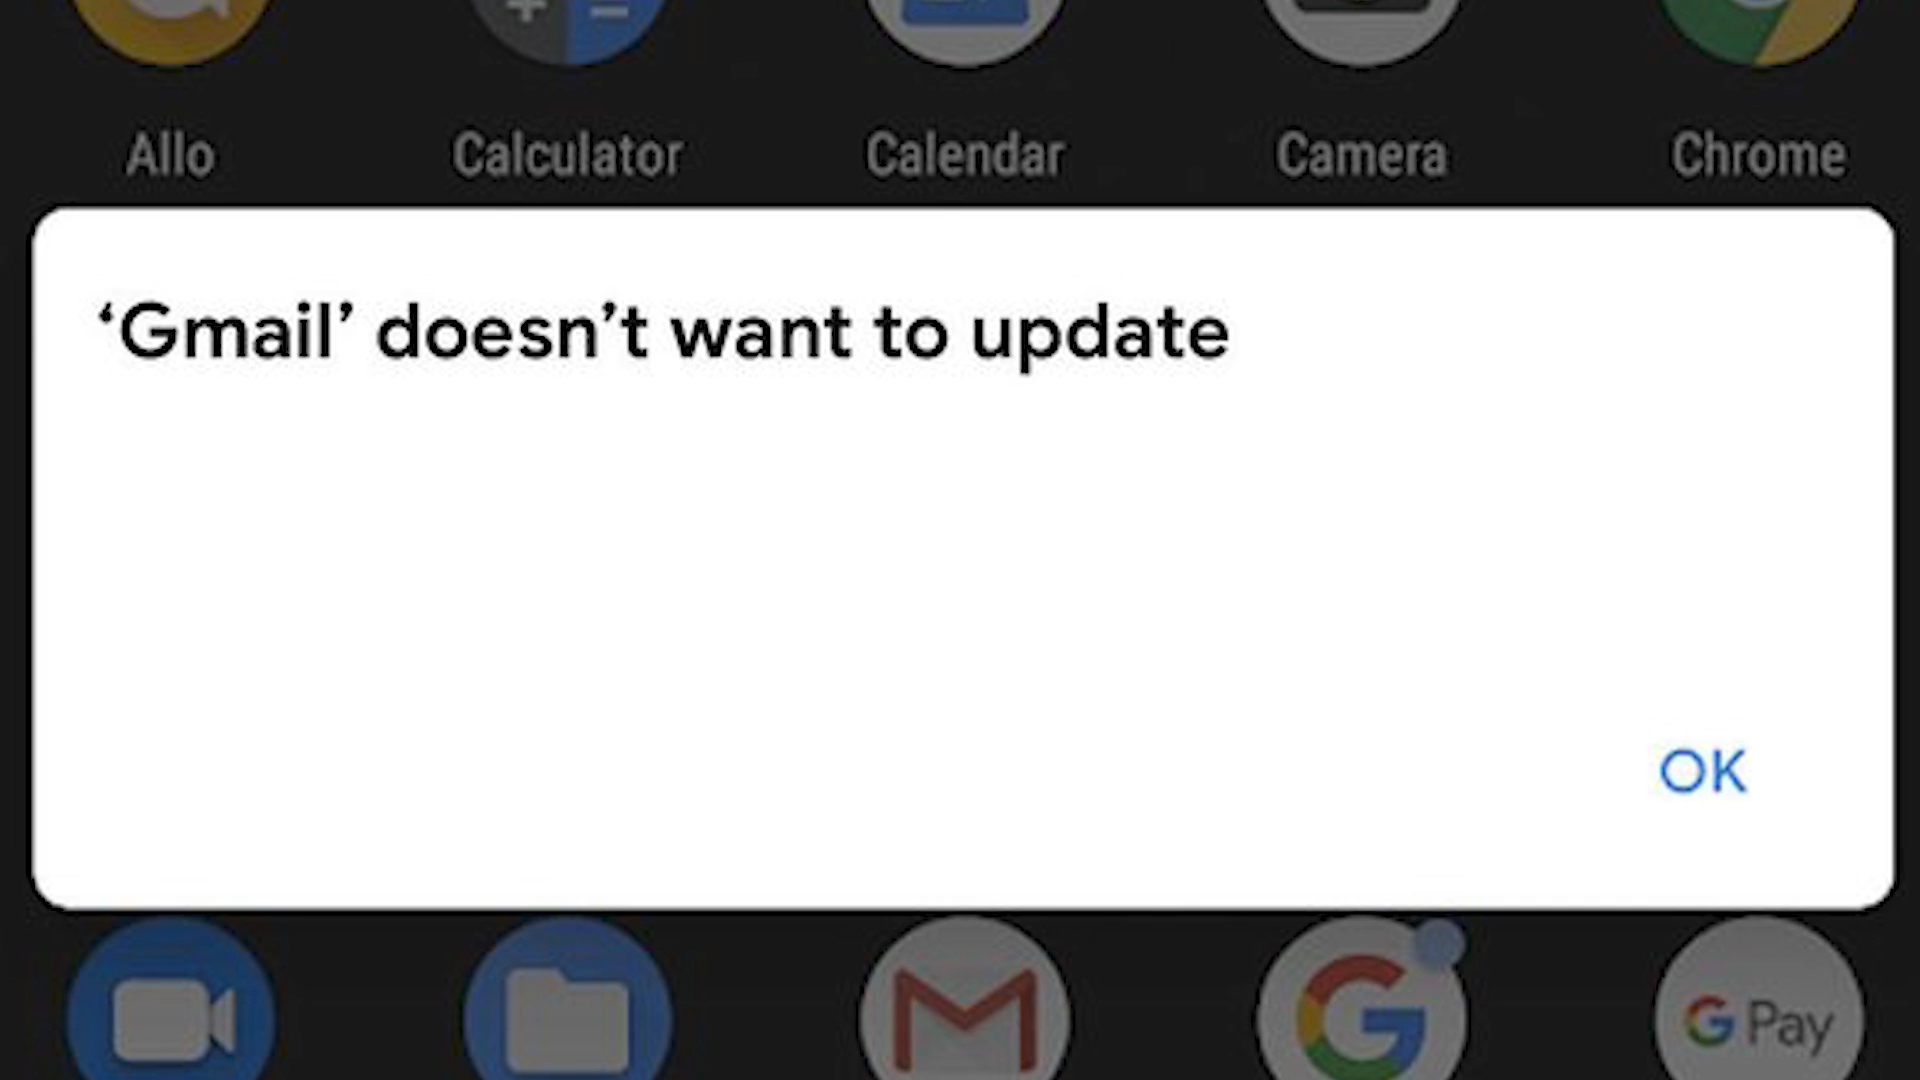 Allo Calculator Calendar Camera Chrome
‘Gmail’ doesn’t want to update
OK
G Pay